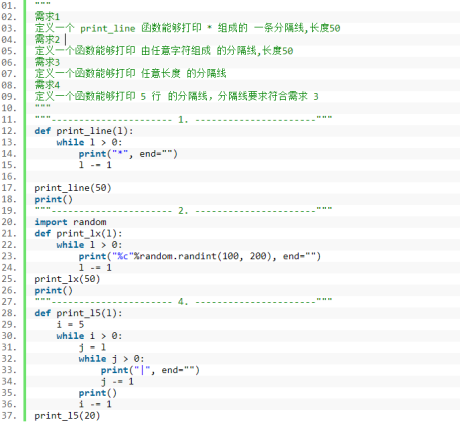 01. """
02. 需求1
03. 定义一个 print_line 函数能够打印 * 组成的 一条分隔线,长度50
04. 需求2
05. 定义一个函数能够打印 由任意字符组成 的分隔线,长度50
06. 需求3
07. 定义一个函数能够打印 任意长度 的分隔线
08. 需求4
09. 定义一个函数能够打印 5 行 的分隔线，分隔线要求符合需求 3
10. """
11. """---------------------- 1. ----------------------"""
12. def print_line(l):
13.     while l > 0:
14.         print("*", end="")
15.         l -= 1
16.
17. print_line(50)
18. print()
19. """---------------------- 2. ----------------------"""
20. import random
21. def print_lx(l):
22.     while l > 0:
23.         print("%c"%random.randint(100, 200), end="")
24.         l -= 1
25. print_lx(50)
26. print()
27. """---------------------- 4. ----------------------"""
28. def print_l5(l):
29.     i = 5
30.     while i > 0:
31.         j = l
32.         while j > 0:
33.             print("|", end="")
34.             j -= 1
35.         print()
36.         i -= 1
37. print_l5(20)